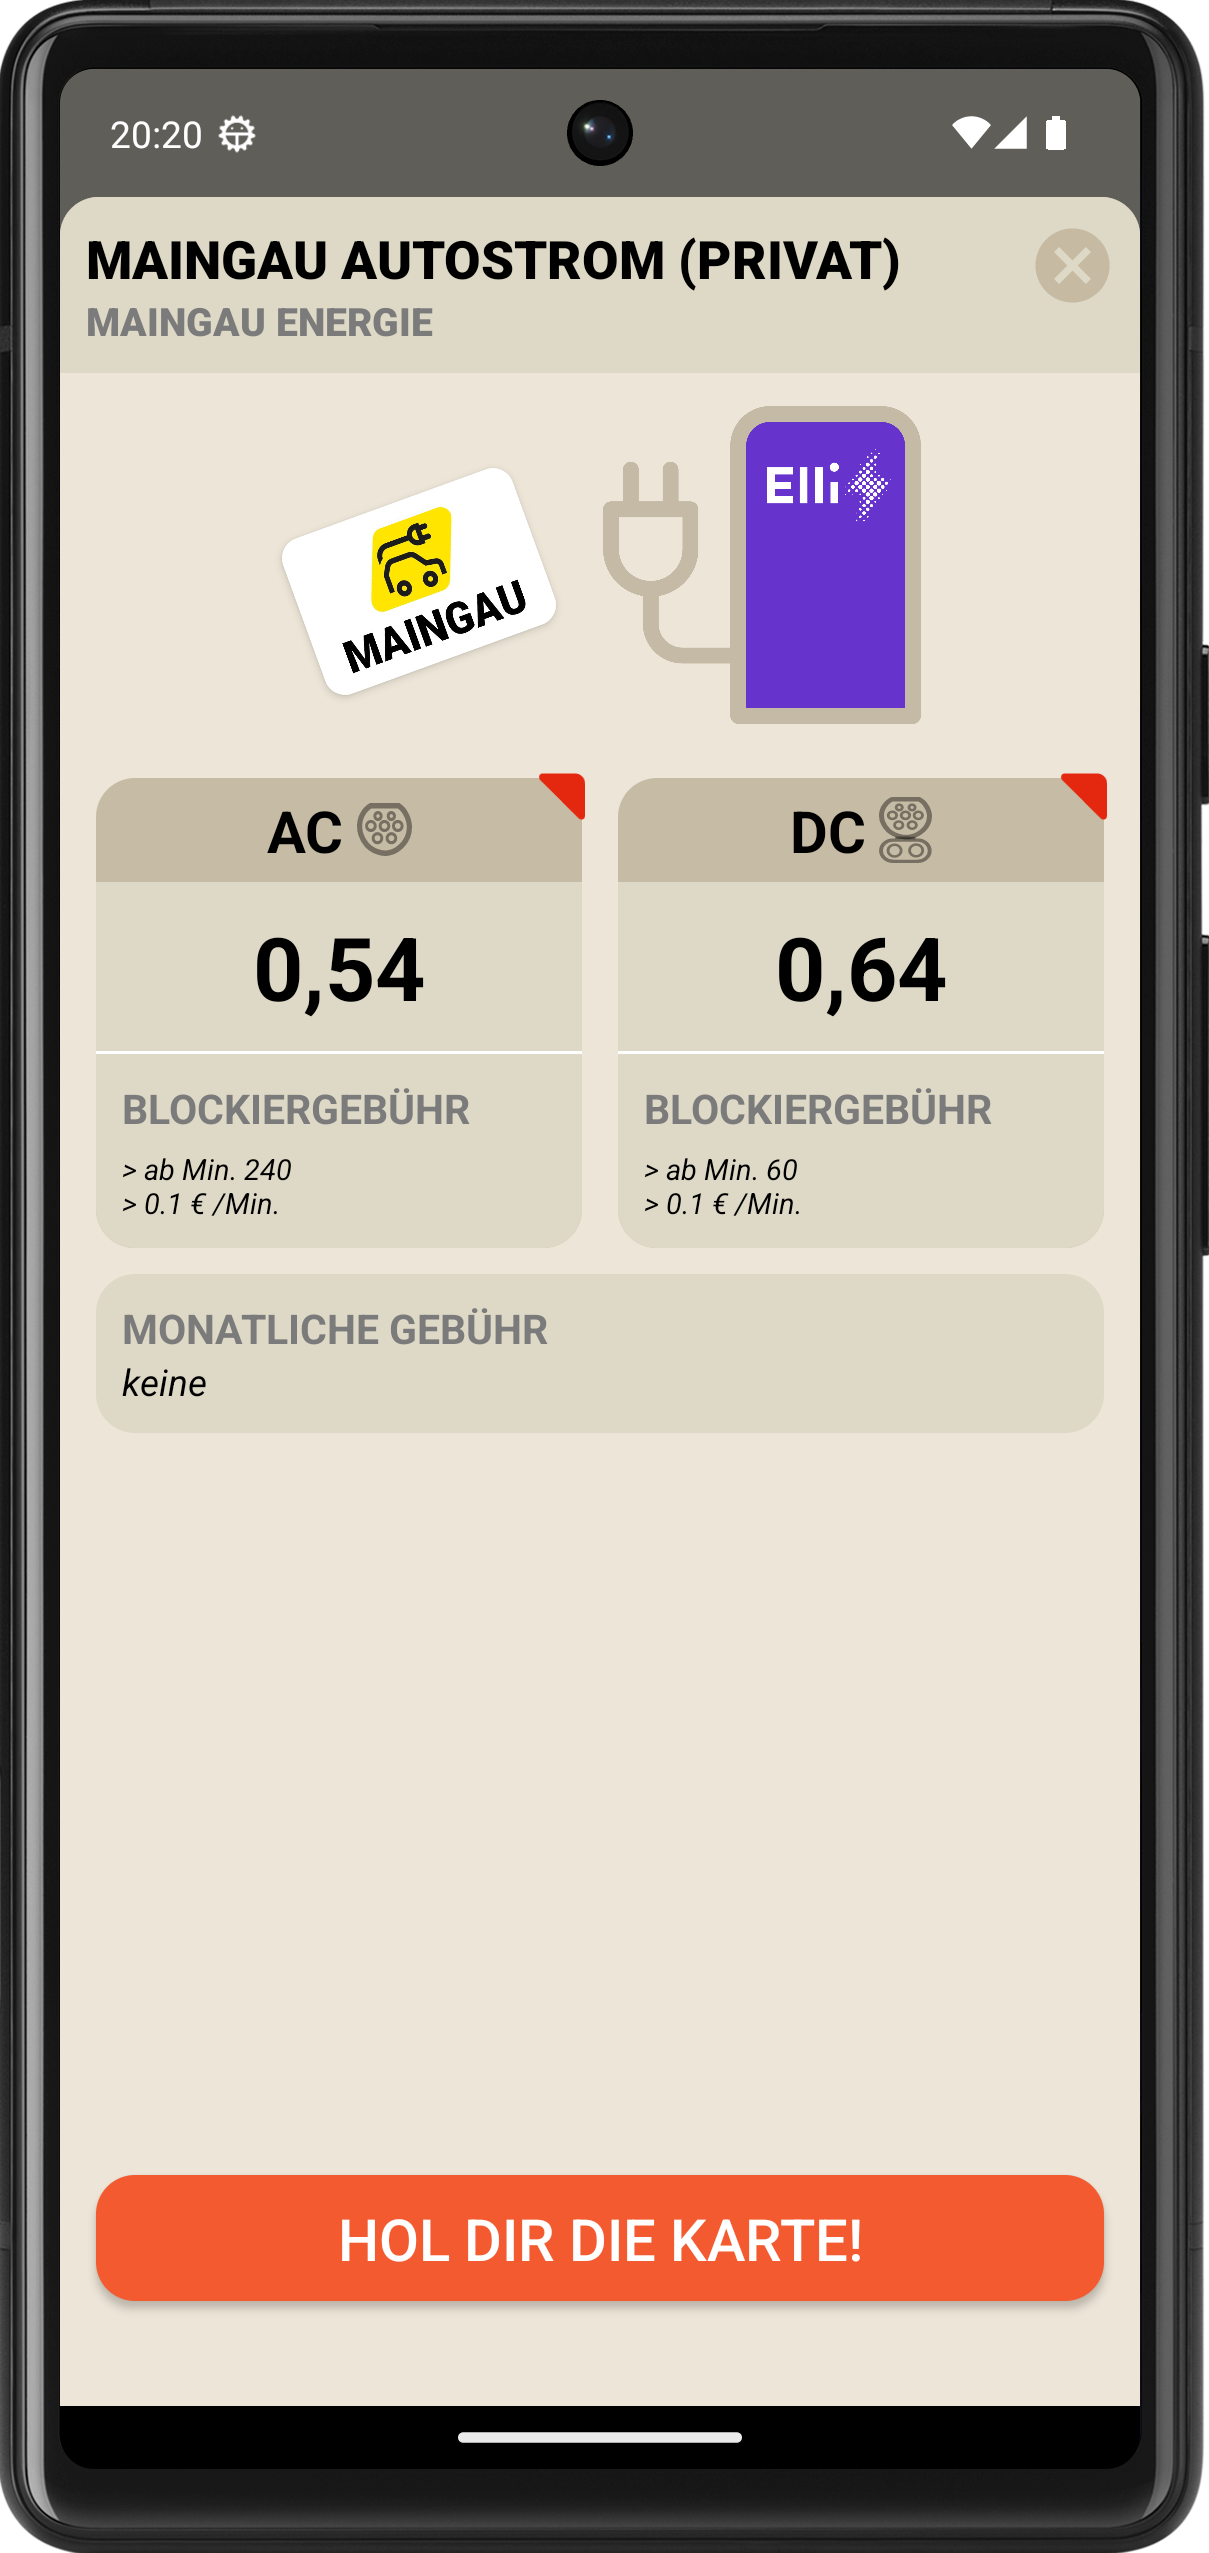 20:20
MAINGAU AUTOSTROM (PRIVAT)
MAINGAU ENERGIE
Elli
MAINGAU
AC
DC
0,54
0,64
BLOCKIERGEBÜHR
> ab Min. 240
> 0.1 € /Min.
BLOCKIERGEBÜHR
> ab Min. 60
> 0.1 € /Min.
MONATLICHE GEBÜHR
keine
HOL DIR DIE KARTE!